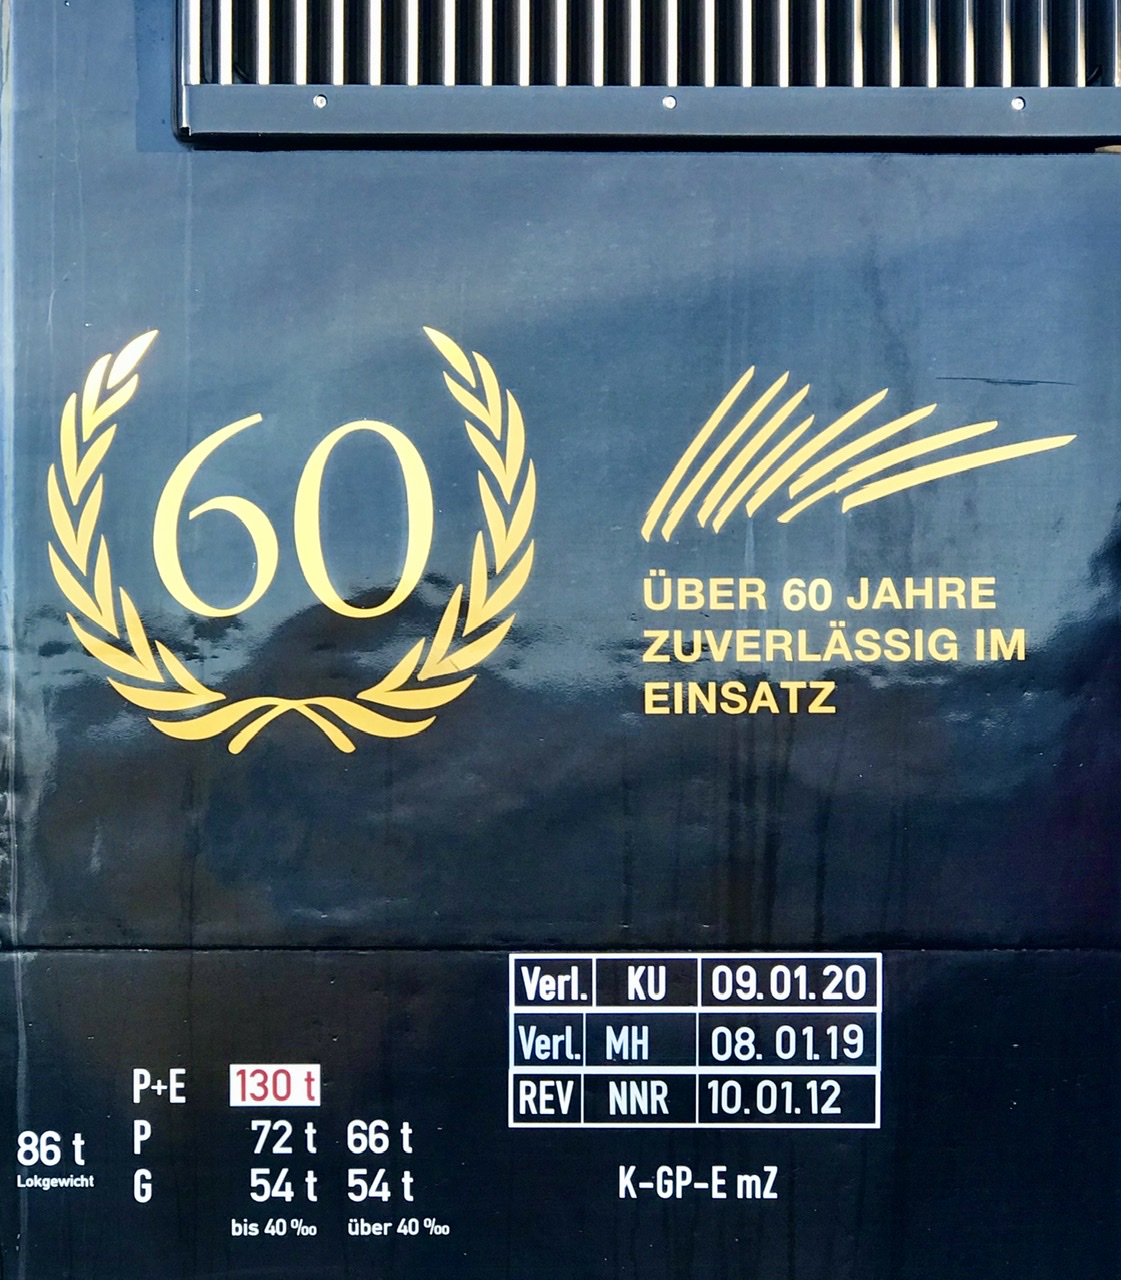 60
ÜBER 60 JAHRE
ZUVERLÄSSIG IM
EINSATZ
Verl. KU 09.01.20
Verl. MH 08.01.19
REV NNR 10.01.12
K-GP-E mZ
86 t
Lokgewicht
P+E 130 t
P 72 t 66 t
G 54 t 54 t
bis 40 ‰ über 40 ‰